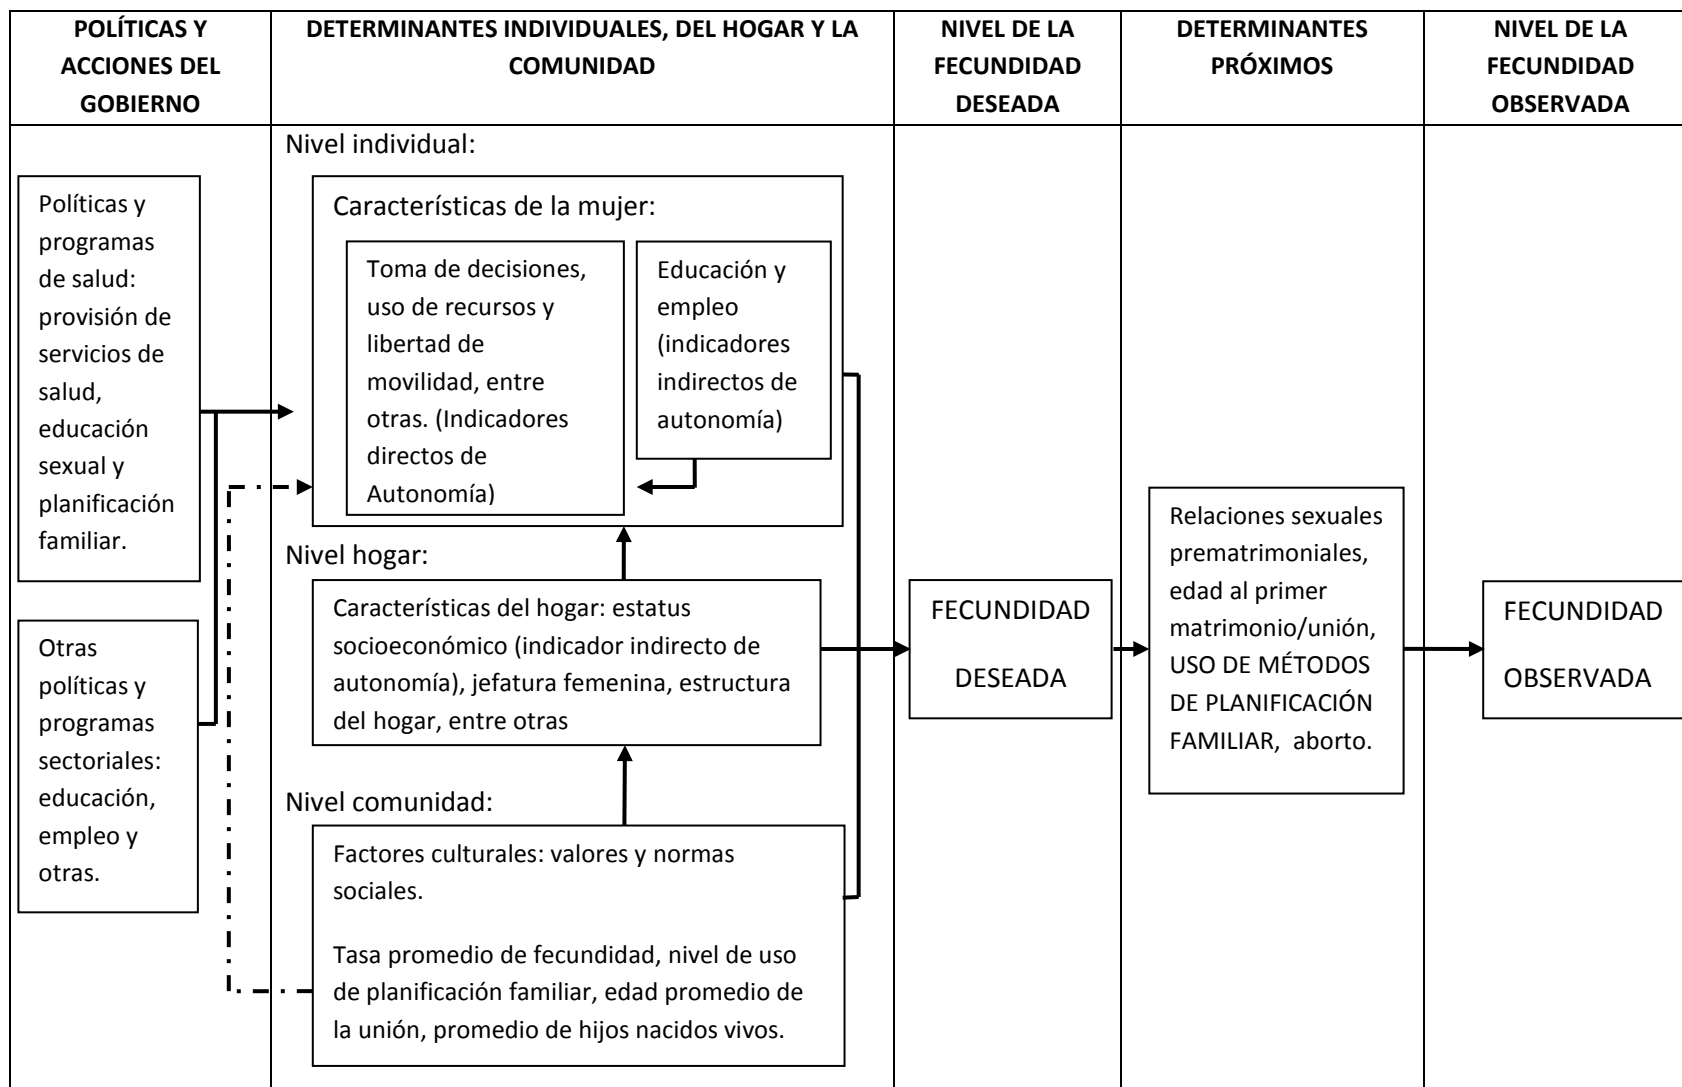 POLÍTICAS Y
ACCIONES DEL
GOBIERNO
DETERMINANTES INDIVIDUALES, DEL HOGAR Y LA
COMUNIDAD
NIVEL DE LA
FECUNDIDAD
DESEADA
DETERMINANTES
PRÓXIMOS
NIVEL DE LA
FECUNDIDAD
OBSERVADA
Políticas y
programas
de salud:
provisión de
servicios de
salud,
educación
sexual y
planificación
familiar.
Otras
políticas y
programas
sectoriales:
educación,
empleo y
otras.
Nivel individual:
Características de la mujer:
Toma de decisiones,
uso de recursos y
libertad de
movilidad, entre
otras. (Indicadores
directos de
Autonomía)
Educación y
empleo
(indicadores
indirectos de
autonomía)
Nivel hogar:
Características del hogar: estatus
socioeconómico (indicador indirecto de
autonomía), jefatura femenina, estructura
del hogar, entre otras
Nivel comunidad:
Factores culturales: valores y normas
sociales.
Tasa promedio de fecundidad, nivel de uso
de planificación familiar, edad promedio de
la unión, promedio de hijos nacidos vivos.
FECUNDIDAD
DESEADA
Relaciones sexuales
prematrimoniales,
edad al primer
matrimonio/unión,
USO DE MÉTODOS
DE PLANIFICACIÓN
FAMILIAR, aborto.
FECUNDIDAD
OBSERVADA